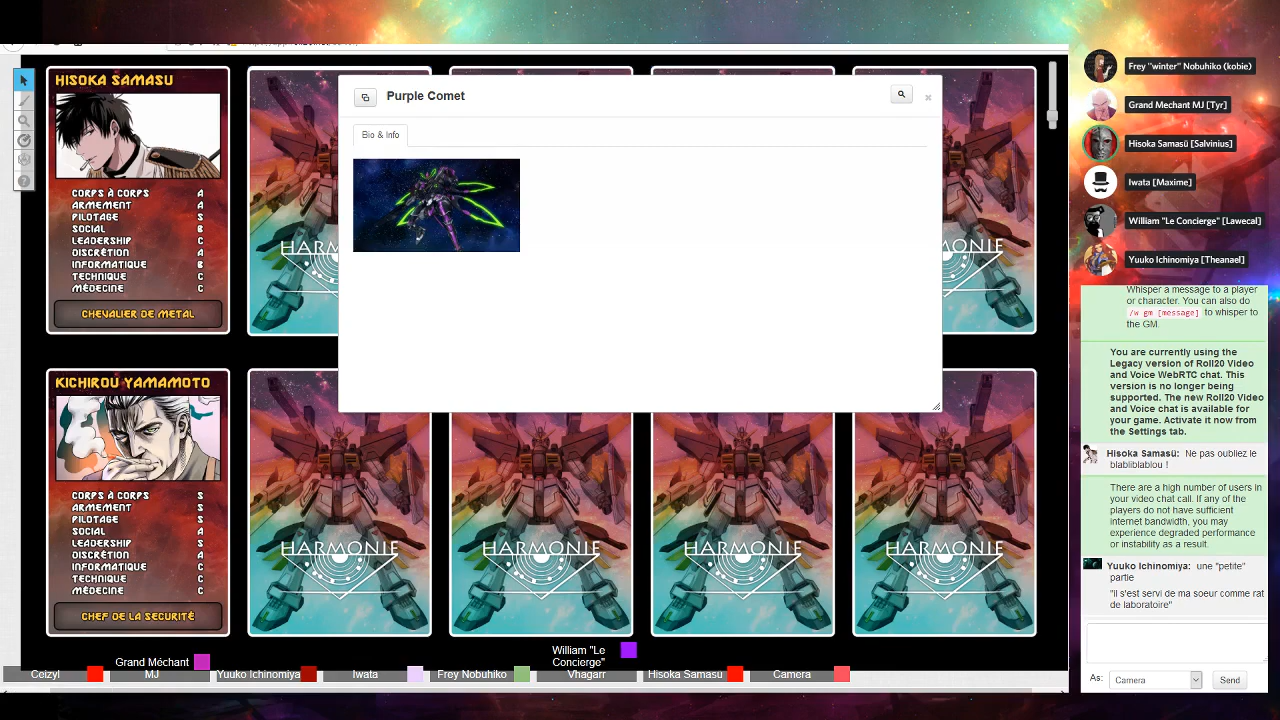 HISOKA SAMASU
CORPS À CORPS A
ARMEMENT A
PILOTAGE S
SOCIAL B
LEADERSHIP C
DISCRÉTION A
INFORMATIQUE B
TECHNIQUE C
MÉDECINE C
CHEVALIER DE METAL
KICHIROU YAMAMOTO
CORPS À CORPS S
ARMEMENT S
PILOTAGE S
SOCIAL A
LEADERSHIP S
DISCRÉTION A
INFORMATIQUE C
TECHNIQUE C
MÉDECINE C
CHEF DE LA SECURITÉ
Purple Comet
Bio & Info
HARMONIE
HARMONIE
HARMONIE
HARMONIE
Frey "winter" Nobuhiko (kobie)
Grand Mechant MJ [Tyr]
Hisoka Samasü [Salvinius]
Iwata [Maxime]
William "Le Concierge" [Lawecal]
Yuuko Ichinomiya [Theanael]
Whisper a message to a player
or character. You can also do
/w gm [message] to whisper to
the GM.
You are currently using the
Legacy version of Roll20 Video
and Voice WebRTC chat. This
version is no longer being
supported. The new Roll20 Video
and Voice chat is available for
your game. Activate it now from
the Settings tab.
Hisoka Samasü: Ne pas oubliez le
blabliblablou !
There are a high number of users in
your video chat call. If any of the
players do not have sufficient
internet bandwidth, you may
experience degraded performance
or instability as a result.
Yuuko Ichinomiya: une "petite"
partie
"Il s'est servi de ma soeur comme rat
de laboratoire"
As: Camera Send
Ceizyl
Grand Méchant
MJ
Yuuko Ichinomiya
Iwata
Frey Nobuhiko
William "Le
Concierge"
Vhagarr
Hisoka Samasu
Camera